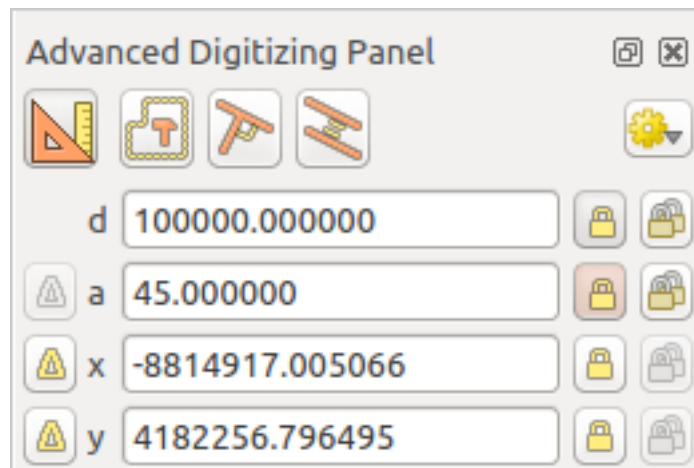 Advanced Digitizing Panel
d 100000.000000
a 45.000000
x -8814917.005066
y 4182256.796495